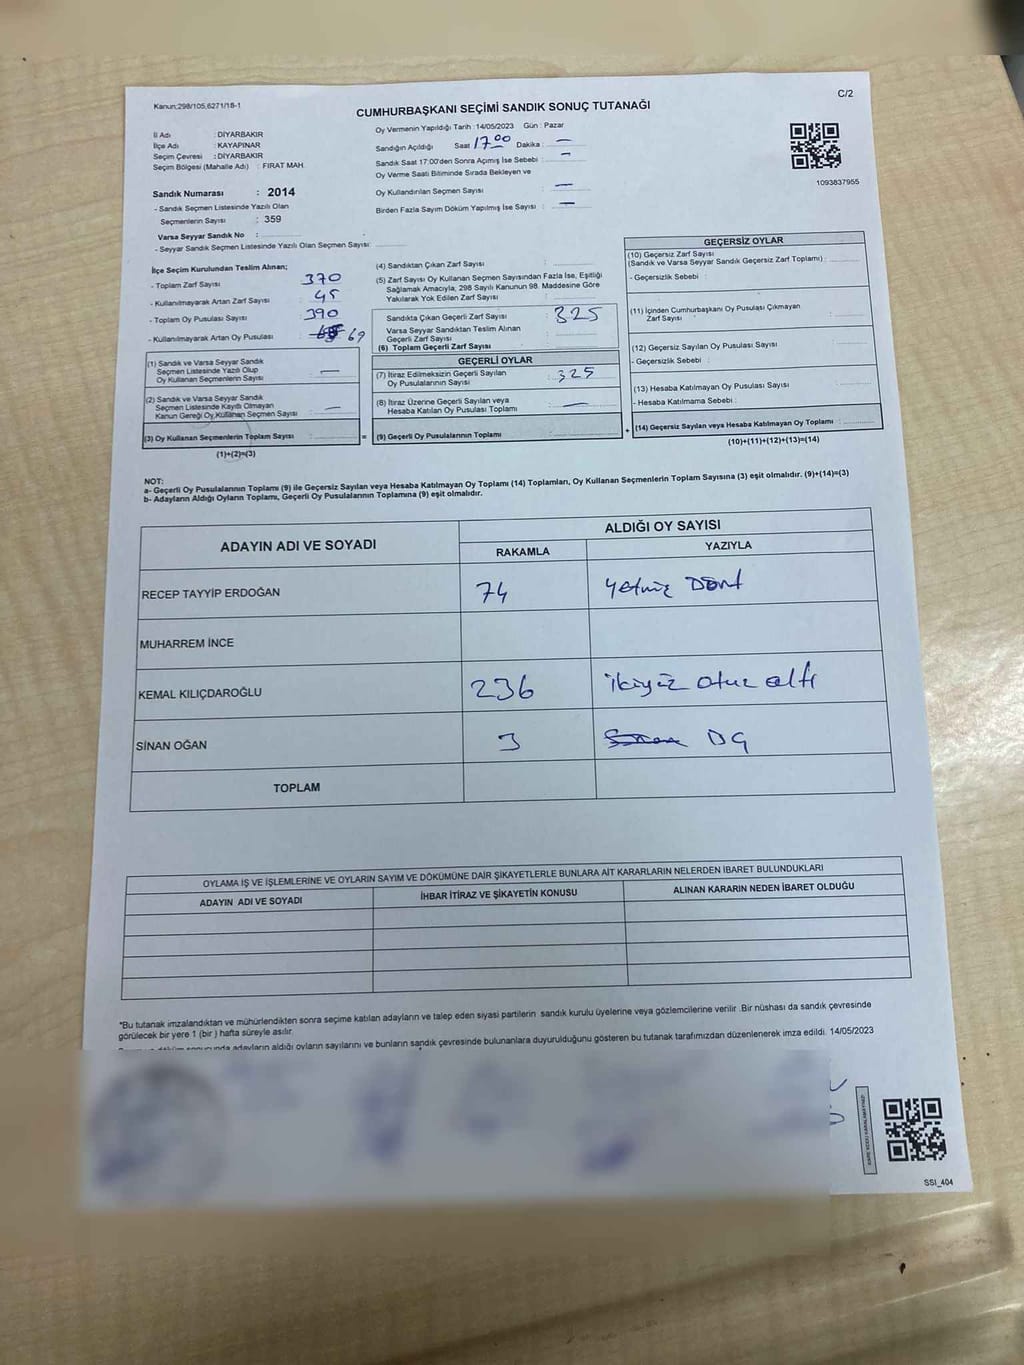 Kanun;298/105,6271/18-1
C/2
CUMHURBAŞKANI SEÇİMİ SANDIK SONUÇ TUTANAĞI
İl Adı : DİYARBAKIR
İlçe Adı : KAYAPINAR
Seçim Çevresi : DİYARBAKIR
Seçim Bölgesi (Mahalle Adı) : FIRAT MAH.
Sandık Numarası : 2014
- Sandık Seçmen Listesinde Yazılı Olan
Seçmenlerin Sayısı : 359
Varsa Seyyar Sandık No :
- Seyyar Sandık Seçmen Listesinde Yazılı Olan Seçmen Sayısı:
Oy Vermenin Yapıldığı Tarih : 14/05/2023 Gün : Pazar
Sandığın Açıldığı Saat 17:00 Dakika : —
Sandık Saat 17:00'den Sonra Açımış İse Sebebi : —
Oy Verme Saati Bitiminde Sırada Bekleyen ve
Oy Kullandırılan Seçmen Sayısı : —
Birden Fazla Sayım Döküm Yapılmış İse Sayısı : —
1093837955
İlçe Seçim Kurulundan Teslim Alınan;
- Toplam Zarf Sayısı : 370
- Kullanılmayarak Artan Zarf Sayısı : 45
- Toplam Oy Pusulası Sayısı : 390
- Kullanılmayarak Artan Oy Pusulası : 69
(1) Sandık ve Varsa Seyyar Sandık
Seçmen Listesinde Yazılı Olup
Oy Kullanan Seçmenlerin Sayısı : —
(2) Sandık ve Varsa Seyyar Sandık
Seçmen Listesinde Kayıtlı Olmayan
Kanun Gereği Oy Kullanan Seçmen Sayısı : —
(3) Oy Kullanan Seçmenlerin Toplam Sayısı :
(1)+(2)=(3)
(4) Sandıktan Çıkan Zarf Sayısı :
(5) Zarf Sayısı Oy Kullanan Seçmen Sayısından Fazla İse, Eşitliği
Sağlamak Amacıyla, 298 Sayılı Kanunun 98. Maddesine Göre
Yakılarak Yok Edilen Zarf Sayısı :
Sandıkta Çıkan Geçerli Zarf Sayısı : 325
Varsa Seyyar Sandıktan Teslim Alınan
Geçerli Zarf Sayısı :
(6) Toplam Geçerli Zarf Sayısı
GEÇERLİ OYLAR
(7) İtiraz Edilmeksizin Geçerli Sayılan
Oy Pusulalarının Sayısı : 325
(8) İtiraz Üzerine Geçerli Sayılan veya
Hesaba Katılan Oy Pusulası Toplamı : —
= (9) Geçerli Oy Pusulalarının Toplamı
GEÇERSİZ OYLAR
(10) Geçersiz Zarf Sayısı
(Sandık ve Varsa Seyyar Sandık Geçersiz Zarf Toplamı) :
- Geçersizlik Sebebi :
(11) İçinden Cumhurbaşkanı Oy Pusulası Çıkmayan
Zarf Sayısı :
(12) Geçersiz Sayılan Oy Pusulası Sayısı
- Geçersizlik Sebebi :
(13) Hesaba Katılmayan Oy Pusulası Sayısı
- Hesaba Katılmama Sebebi :
+ (14) Geçersiz Sayılan veya Hesaba Katılmayan Oy Toplamı :
(10)+(11)+(12)+(13)=(14)
NOT:
a- Geçerli Oy Pusulalarının Toplamı (9) ile Geçersiz Sayılan veya Hesaba Katılmayan Oy Toplamı (14) Toplamları, Oy Kullanan Seçmenlerin Toplam Sayısına (3) eşit olmalıdır. (9)+(14)=(3)
b- Adayların Aldığı Oyların Toplamı, Geçerli Oy Pusulalarının Toplamına (9) eşit olmalıdır.
ADAYIN ADI VE SOYADI
ALDIĞI OY SAYISI
RAKAMLA YAZIYLA
RECEP TAYYIP ERDOĞAN 74 Yetmiş Dört
MUHARREM İNCE
KEMAL KILIÇDAROĞLU 236 ikiyüz otuz altı
SİNAN OĞAN 3
TOPLAM
OYLAMA İŞ VE İŞLEMLERİNE VE OYLARIN SAYIM VE DÖKÜMÜNE DAİR ŞİKAYETLERLE BUNLARA AİT KARARLARIN NELERDEN İBARET BULUNDUKLARI
ADAYIN ADI VE SOYADI İHBAR İTİRAZ VE ŞİKAYETİN KONUSU ALINAN KARARIN NEDEN İBARET OLDUĞU
*Bu tutanak imzalandıktan ve mühürlendikten sonra seçime katılan adayların ve talep eden siyasi partilerin sandık kurulu üyelerine veya gözlemcilerine verilir .Bir nüshası da sandık çevresinde
görülecek bir yere 1 (bir ) hafta süreyle asılır.
adayların aldığı oyların sayılarını ve bunların sandık çevresinde bulunanlara duyurulduğunu gösteren bu tutanak tarafımızdan düzenlenerek imza edildi. 14/05/2023
SSI_404